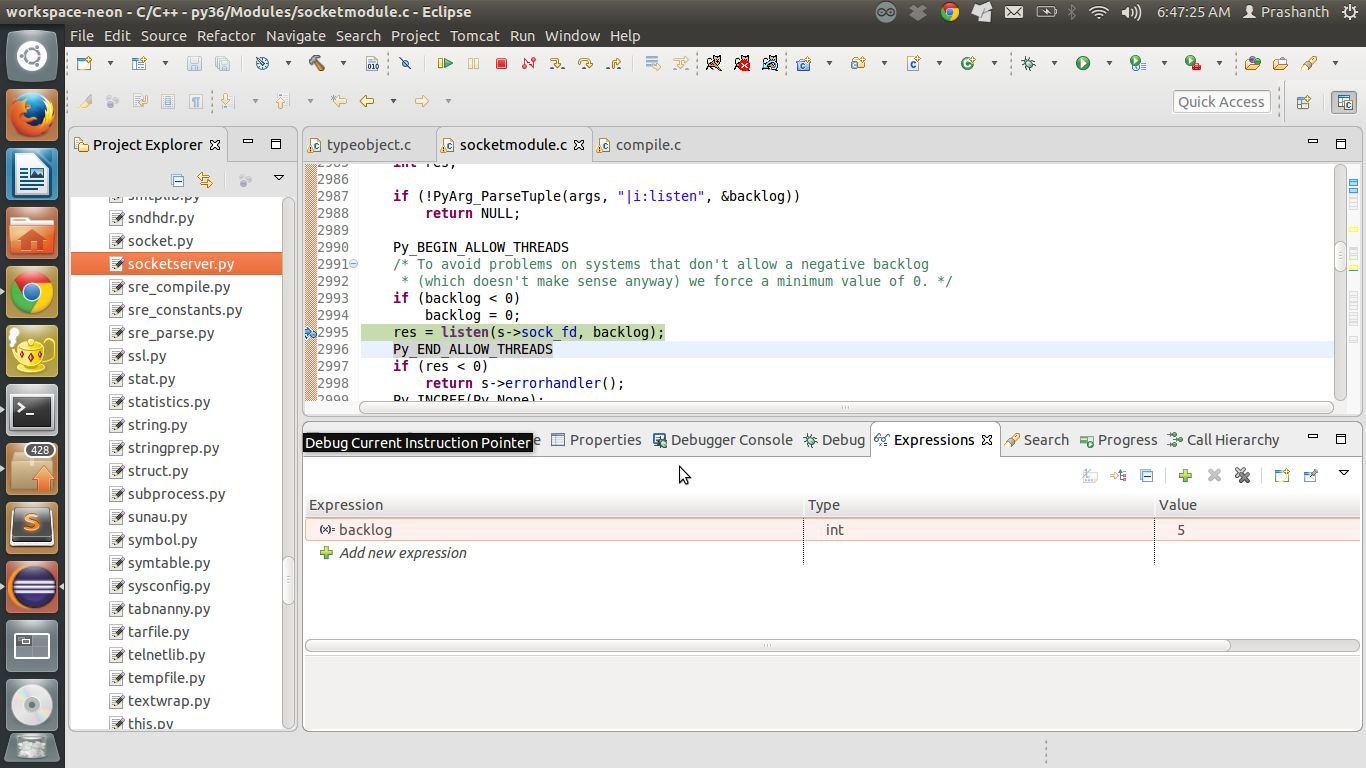 workspace-neon - C/C++ - py36/Modules/socketmodule.c - Eclipse
6:47:25 AM Prashanth
File Edit Source Refactor Navigate Search Project Tomcat Run Window Help
010
Quick Access
Project Explorer
smtplib.py
sndhdr.py
socket.py
socketserver.py
sre_compile.py
sre_constants.py
sre_parse.py
ssl.py
stat.py
statistics.py
string.py
stringprep.py
struct.py
subprocess.py
sunau.py
symbol.py
symtable.py
sysconfig.py
tabnanny.py
tarfile.py
telnetlib.py
tempfile.py
textwrap.py
this.py
428
S
typeobject.c socketmodule.c compile.c
2985 int res;
2986
2987 if (!PyArg_ParseTuple(args, "|i:listen", &backlog))
2988 return NULL;
2989
2990 Py_BEGIN_ALLOW_THREADS
2991 /* To avoid problems on systems that don't allow a negative backlog
2992 * (which doesn't make sense anyway) we force a minimum value of 0. */
2993 if (backlog < 0)
2994 backlog = 0;
2995 res = listen(s->sock_fd, backlog);
2996 Py_END_ALLOW_THREADS
2997 if (res < 0)
2998 return s->errorhandler();
2999 Py_INCREF(Py_None);
Debug Current Instruction Pointer
Properties Debugger Console Debug Expressions Search Progress Call Hierarchy
Expression Type Value
(x)= backlog int 5
Add new expression